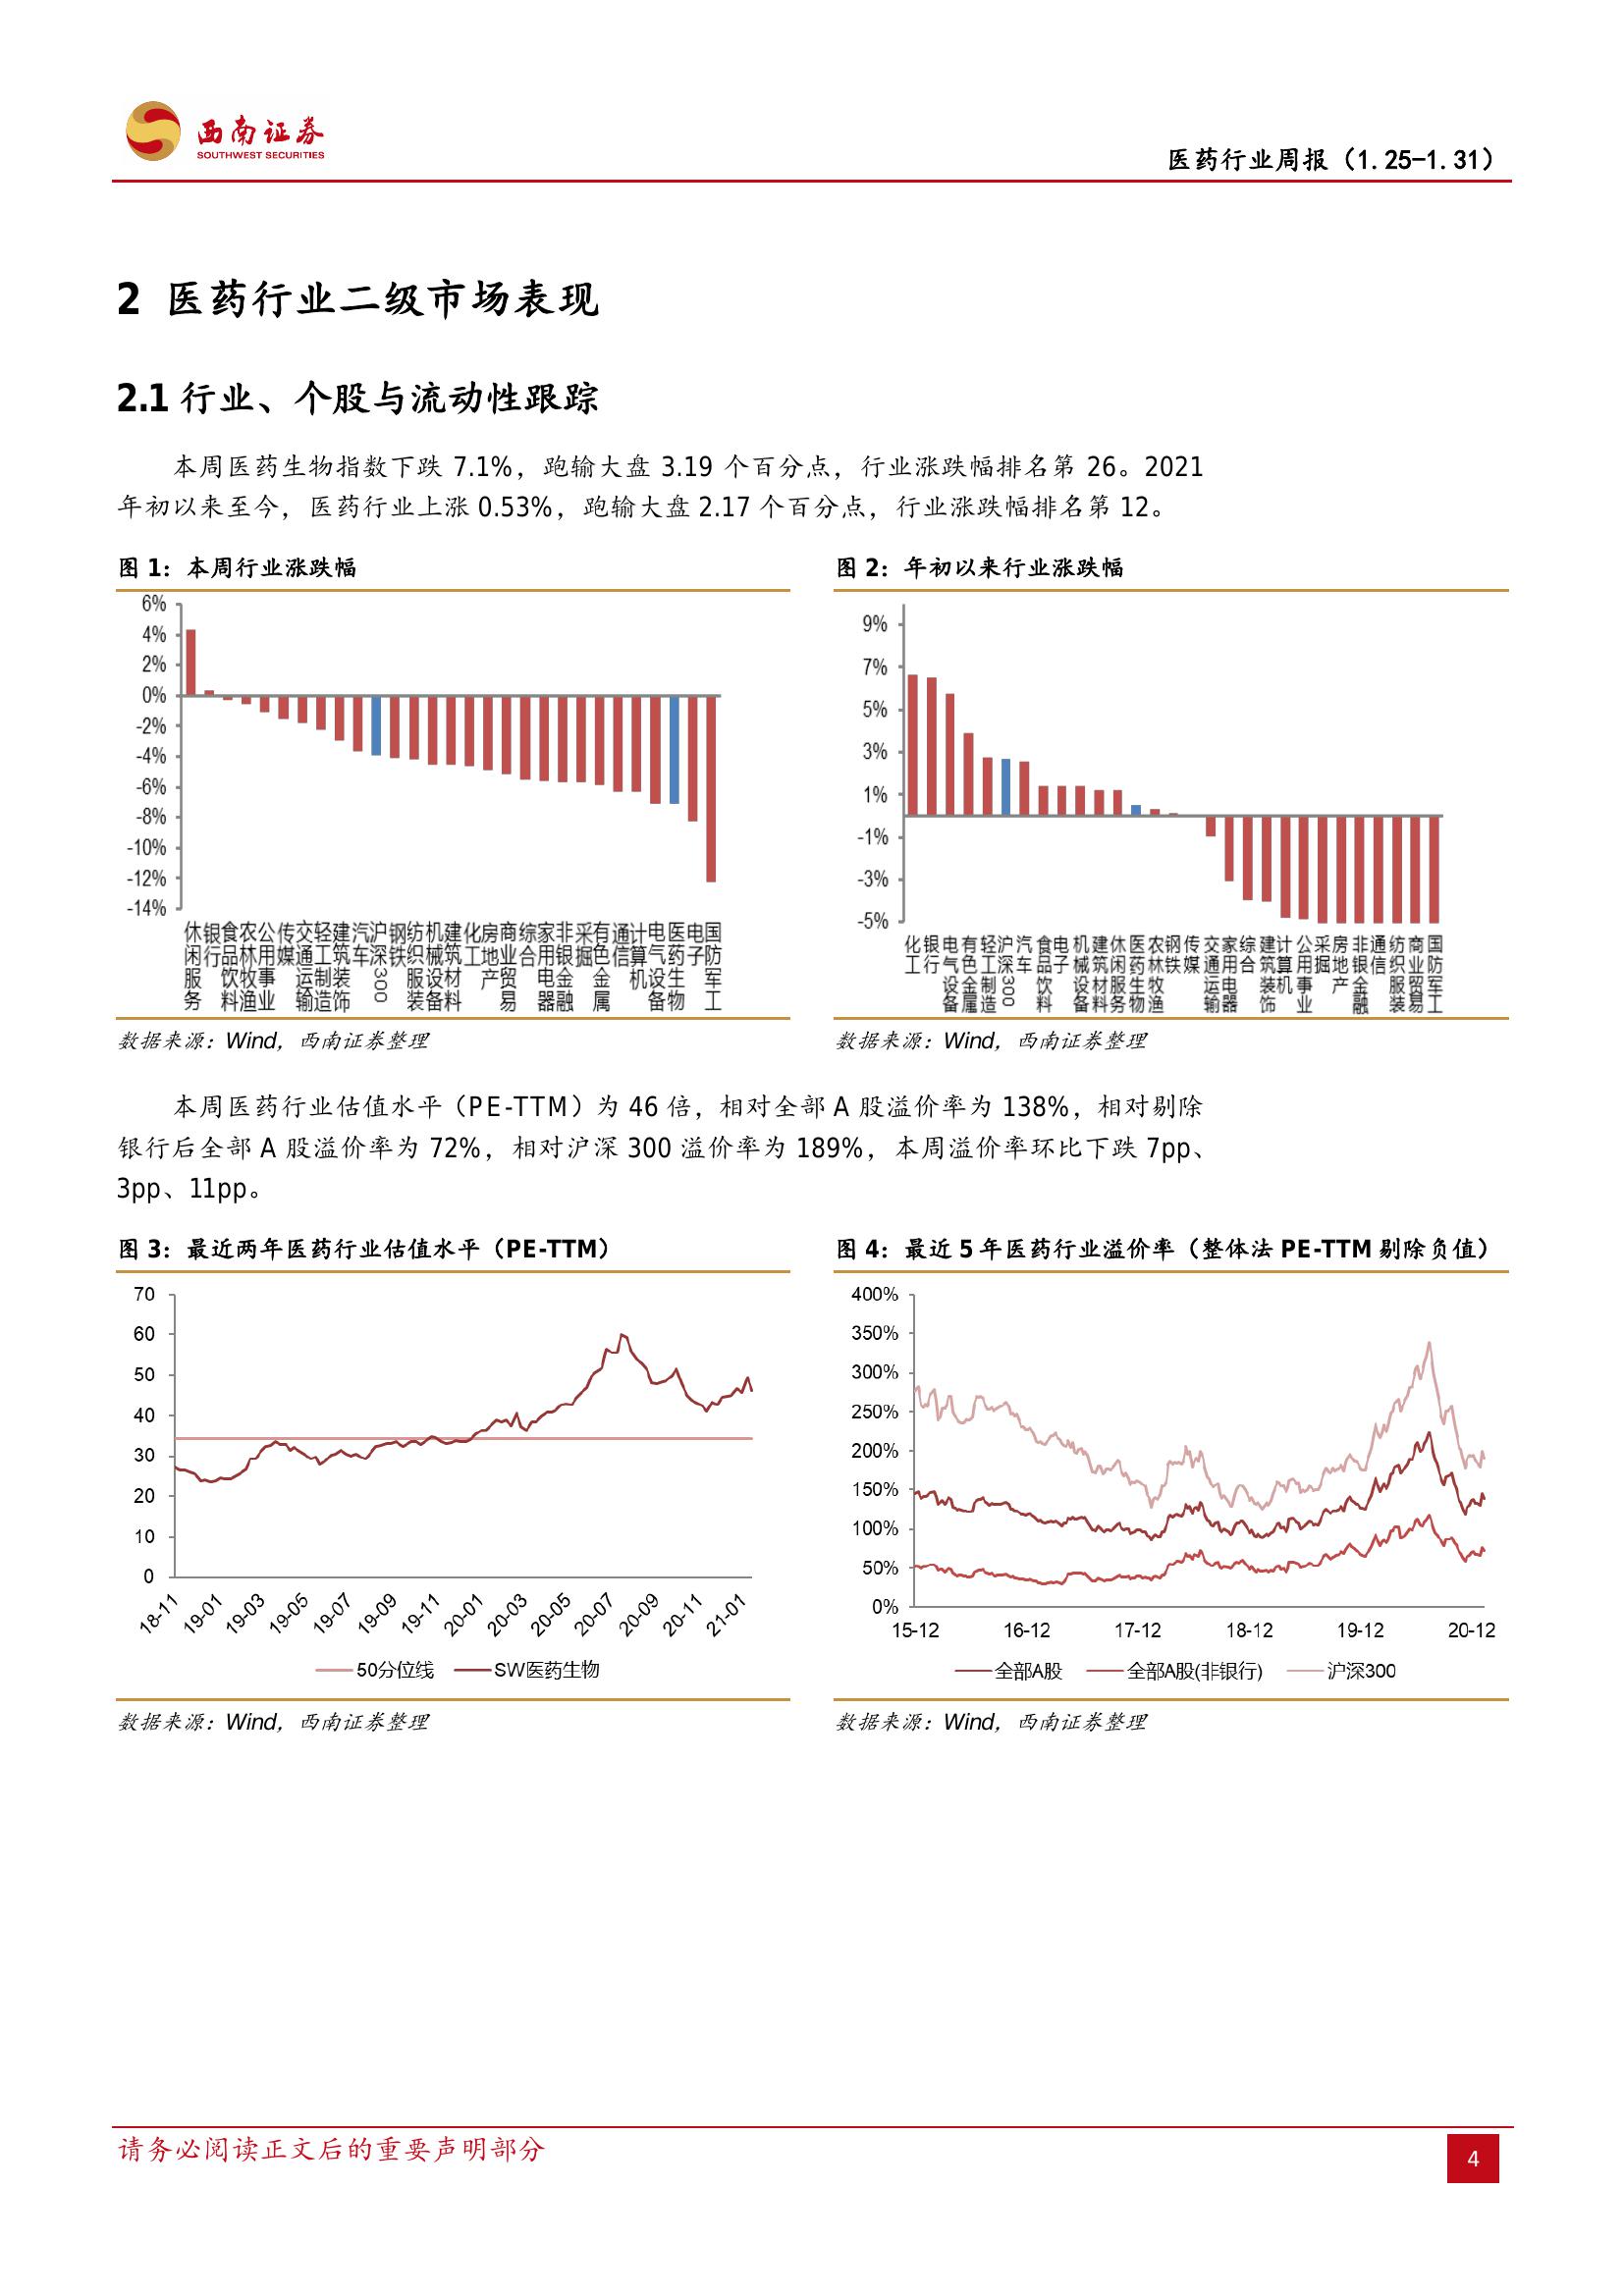 西南证券
SOUTHWEST SECURITIES
医药行业周报（1.25-1.31）
2 医药行业二级市场表现
2.1 行业、个股与流动性跟踪
本周医药生物指数下跌 7.1%，跑输大盘 3.19 个百分点，行业涨跌幅排名第 26。2021
年初以来至今，医药行业上涨 0.53%，跑输大盘 2.17 个百分点，行业涨跌幅排名第 12。
图 1：本周行业涨跌幅
6%
4%
2%
0%
-2%
-4%
-6%
-8%
-10%
-12%
-14%
休闲服务
银行
食品饮料
农林牧渔
公用事业
传媒
交通运输
轻工制造
建筑装饰
汽车
沪深300
钢铁
纺织服装
机械设备
建筑材料
化工
房地产
商业贸易
综合
家用电器
非银金融
采掘
有色金属
通信
计算机
电气设备
医药生物
电子
国防军工
数据来源：Wind，西南证券整理
图 2：年初以来行业涨跌幅
9%
7%
5%
3%
1%
-1%
-3%
-5%
化工
银行
电气设备
有色金属
轻工制造
沪深300
汽车
食品饮料
电子
机械设备
建筑材料
休闲服务
医药生物
农林牧渔
钢铁
传媒
交通运输
家用电器
综合
建筑装饰
计算机
公用事业
采掘
房地产
非银金融
通信
纺织服装
商业贸易
国防军工
数据来源：Wind，西南证券整理
本周医药行业估值水平（PE-TTM）为 46 倍，相对全部 A 股溢价率为 138%，相对剔除
银行后全部 A 股溢价率为 72%，相对沪深 300 溢价率为 189%，本周溢价率环比下跌 7pp、
3pp、11pp。
图 3：最近两年医药行业估值水平（PE-TTM）
70
60
50
40
30
20
10
0
18-11
19-01
19-03
19-05
19-07
19-09
19-11
20-01
20-03
20-05
20-07
20-09
20-11
21-01
50分位线
SW医药生物
数据来源：Wind，西南证券整理
图 4：最近 5 年医药行业溢价率（整体法 PE-TTM 剔除负值）
400%
350%
300%
250%
200%
150%
100%
50%
0%
15-12
16-12
17-12
18-12
19-12
20-12
全部A股
全部A股(非银行)
沪深300
数据来源：Wind，西南证券整理
请务必阅读正文后的重要声明部分
4